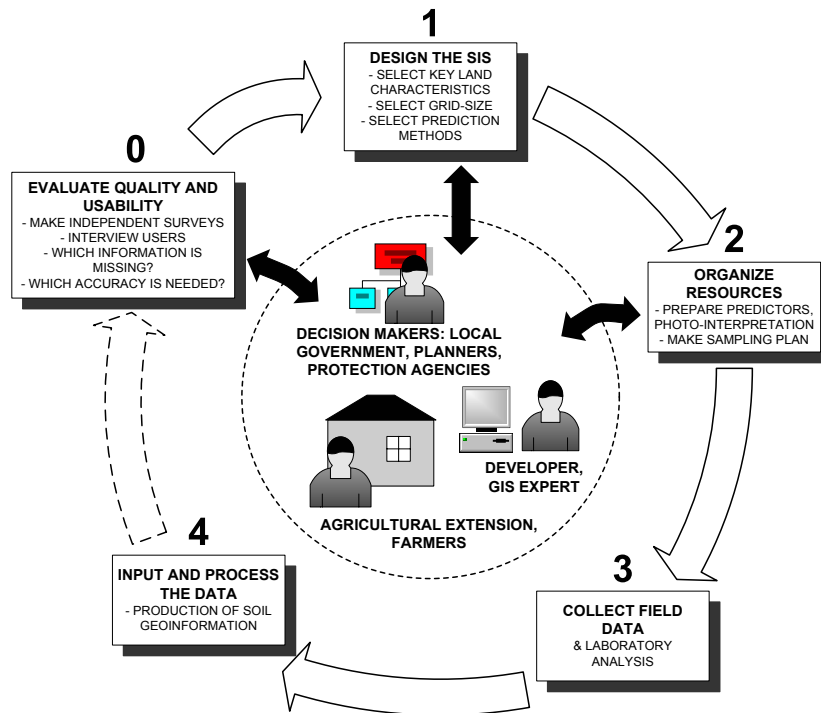 1
DESIGN THE SIS
- SELECT KEY LAND
CHARACTERISTICS
- SELECT GRID-SIZE
- SELECT PREDICTION
METHODS
0
EVALUATE QUALITY AND
USABILITY
- MAKE INDEPENDENT SURVEYS
- INTERVIEW USERS
- WHICH INFORMATION IS
MISSING?
- WHICH ACCURACY IS NEEDED?
2
ORGANIZE
RESOURCES
- PREPARE PREDICTORS,
PHOTO-INTERPRETATION
- MAKE SAMPLING PLAN
DECISION MAKERS: LOCAL
GOVERNMENT, PLANNERS,
PROTECTION AGENCIES
DEVELOPER,
GIS EXPERT
AGRICULTURAL EXTENSION,
FARMERS
4
INPUT AND PROCESS
THE DATA
- PRODUCTION OF SOIL
GEOINFORMATION
3
COLLECT FIELD
DATA
& LABORATORY
ANALYSIS